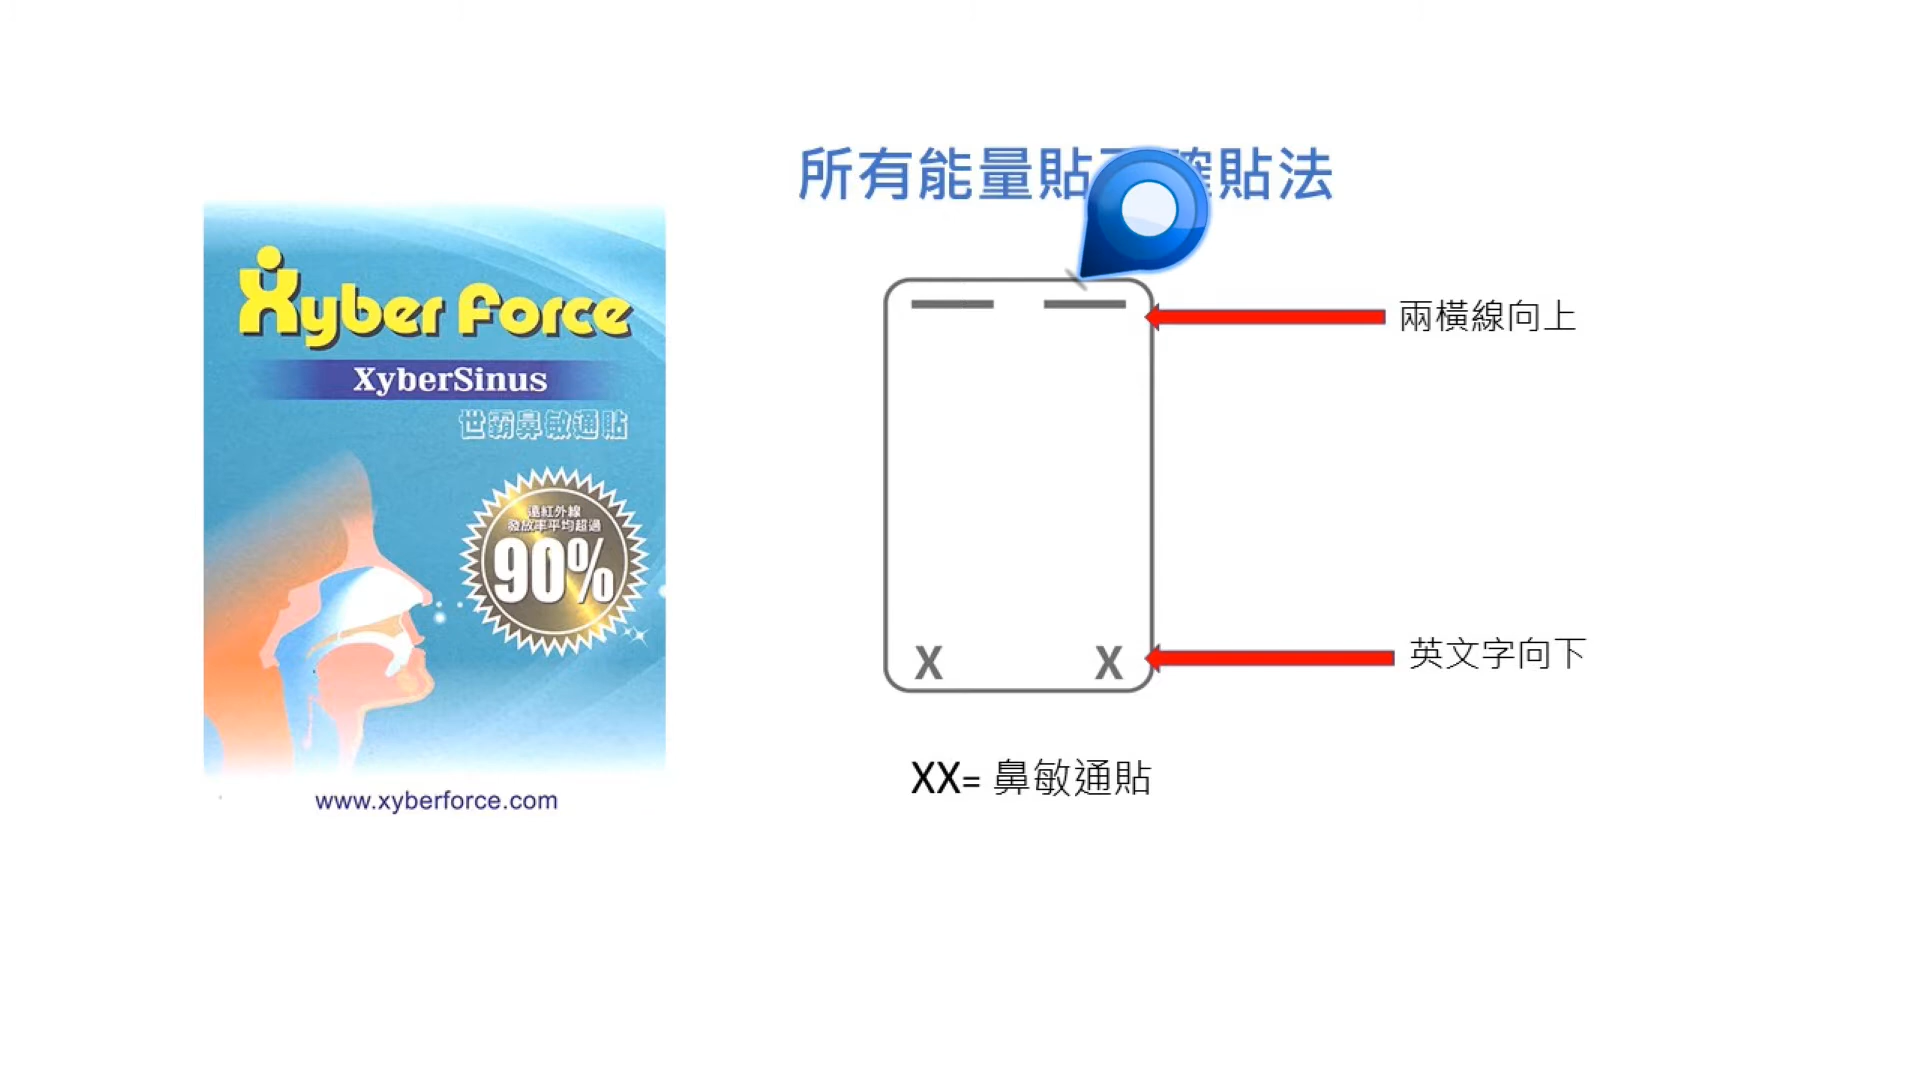 Xyber Force
XyberSinus
世霸鼻敏通貼
遠紅外線
發放率平均超過
90%
www.xyberforce.com
所有能量貼確貼法
兩橫線向上
X X
英文字向下
XX= 鼻敏通貼